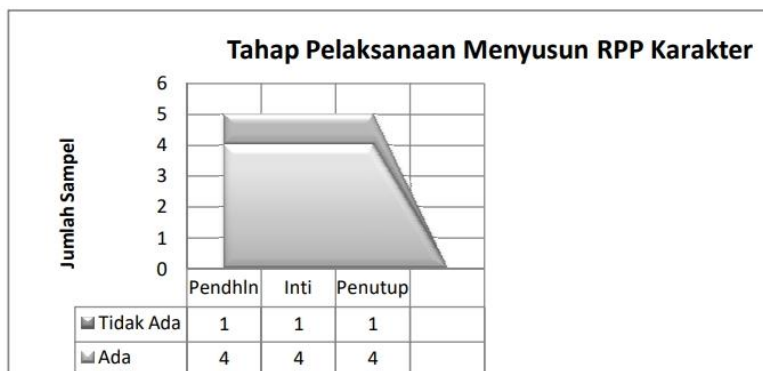 Tahap Pelaksanaan Menyusun RPP Karakter
Jumlah Sampel
6
5
4
3
2
1
0
Pendhln Inti Penutup
Tidak Ada 1 1 1
Ada 4 4 4